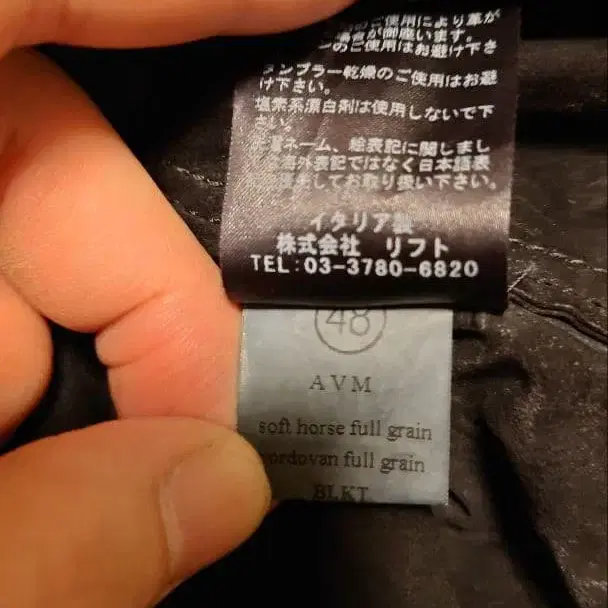 のご使用により革が
場合が御座います。
ンのご使用はお避け下さ
タンブラー乾燥のご使用はお避
け下さい。
塩素系漂白剤は使用しないで下
さい。
ネーム、絵表記に関しまし
海外表記ではなく日本語表
してお取り扱い下さい。
イタリア製
株式会社 リフト
TEL:03-3780-6820
48
AVM
soft horse full grain
cordovan full grain
BLKT